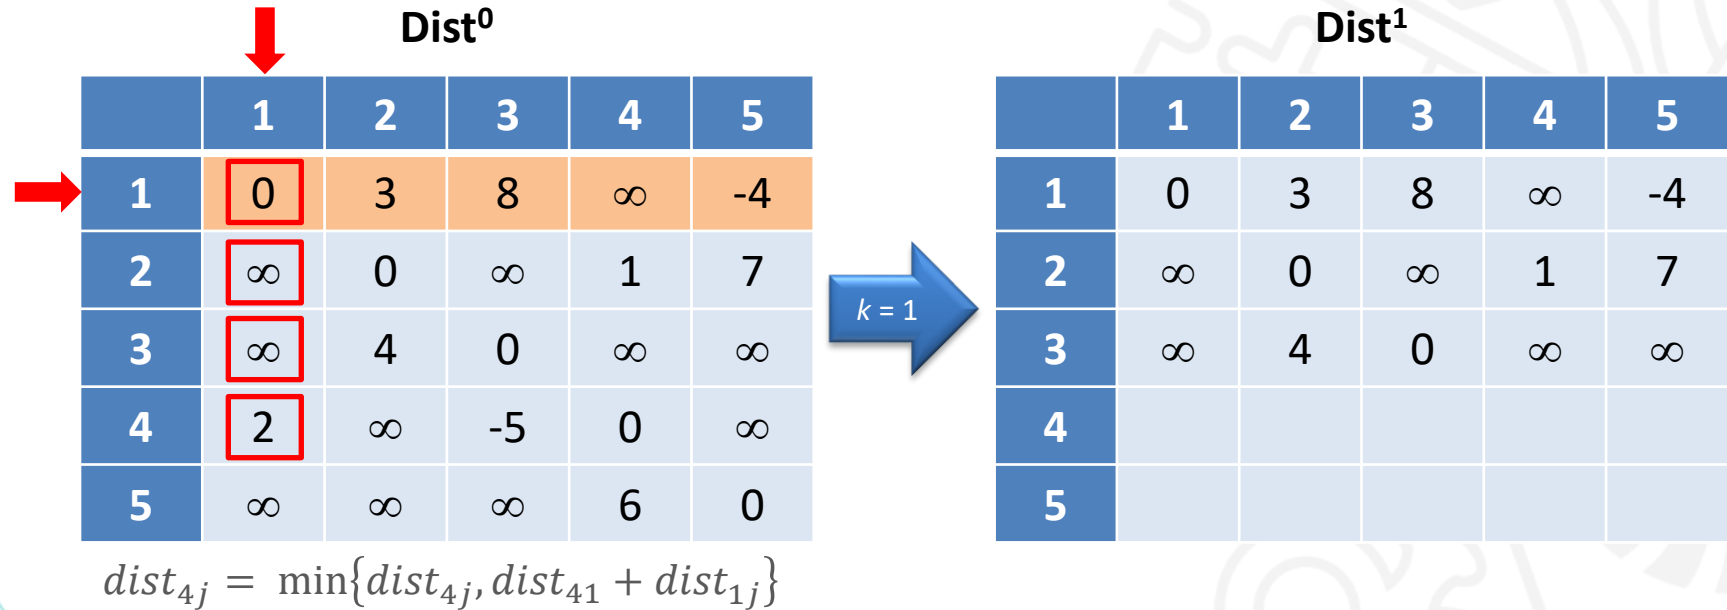 Dist⁰
1 2 3 4 5
1 0 3 8 ∞ -4
2 ∞ 0 ∞ 1 7
3 ∞ 4 0 ∞ ∞
4 2 ∞ -5 0 ∞
5 ∞ ∞ ∞ 6 0
dist₄ⱼ = min{dist₄ⱼ, dist₄₁ + dist₁ⱼ}
k = 1
Dist¹
1 2 3 4 5
1 0 3 8 ∞ -4
2 ∞ 0 ∞ 1 7
3 ∞ 4 0 ∞ ∞
4
5